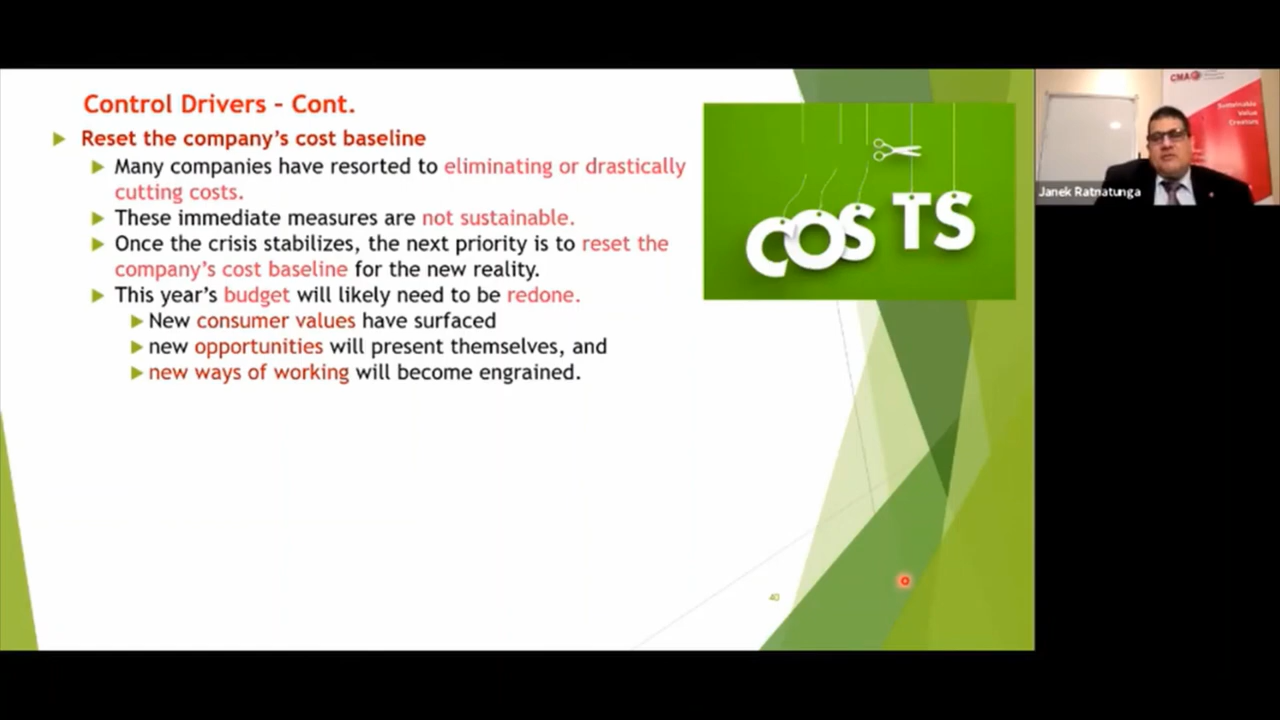 Control Drivers – Cont.
Reset the company's cost baseline
Many companies have resorted to eliminating or drastically
cutting costs.
These immediate measures are not sustainable.
Once the crisis stabilizes, the next priority is to reset the
company's cost baseline for the new reality.
This year's budget will likely need to be redone.
New consumer values have surfaced
new opportunities will present themselves, and
new ways of working will become engrained.
COSTS
40
CMA
Sustainable
Value
Creators
Janek Ratnatunga